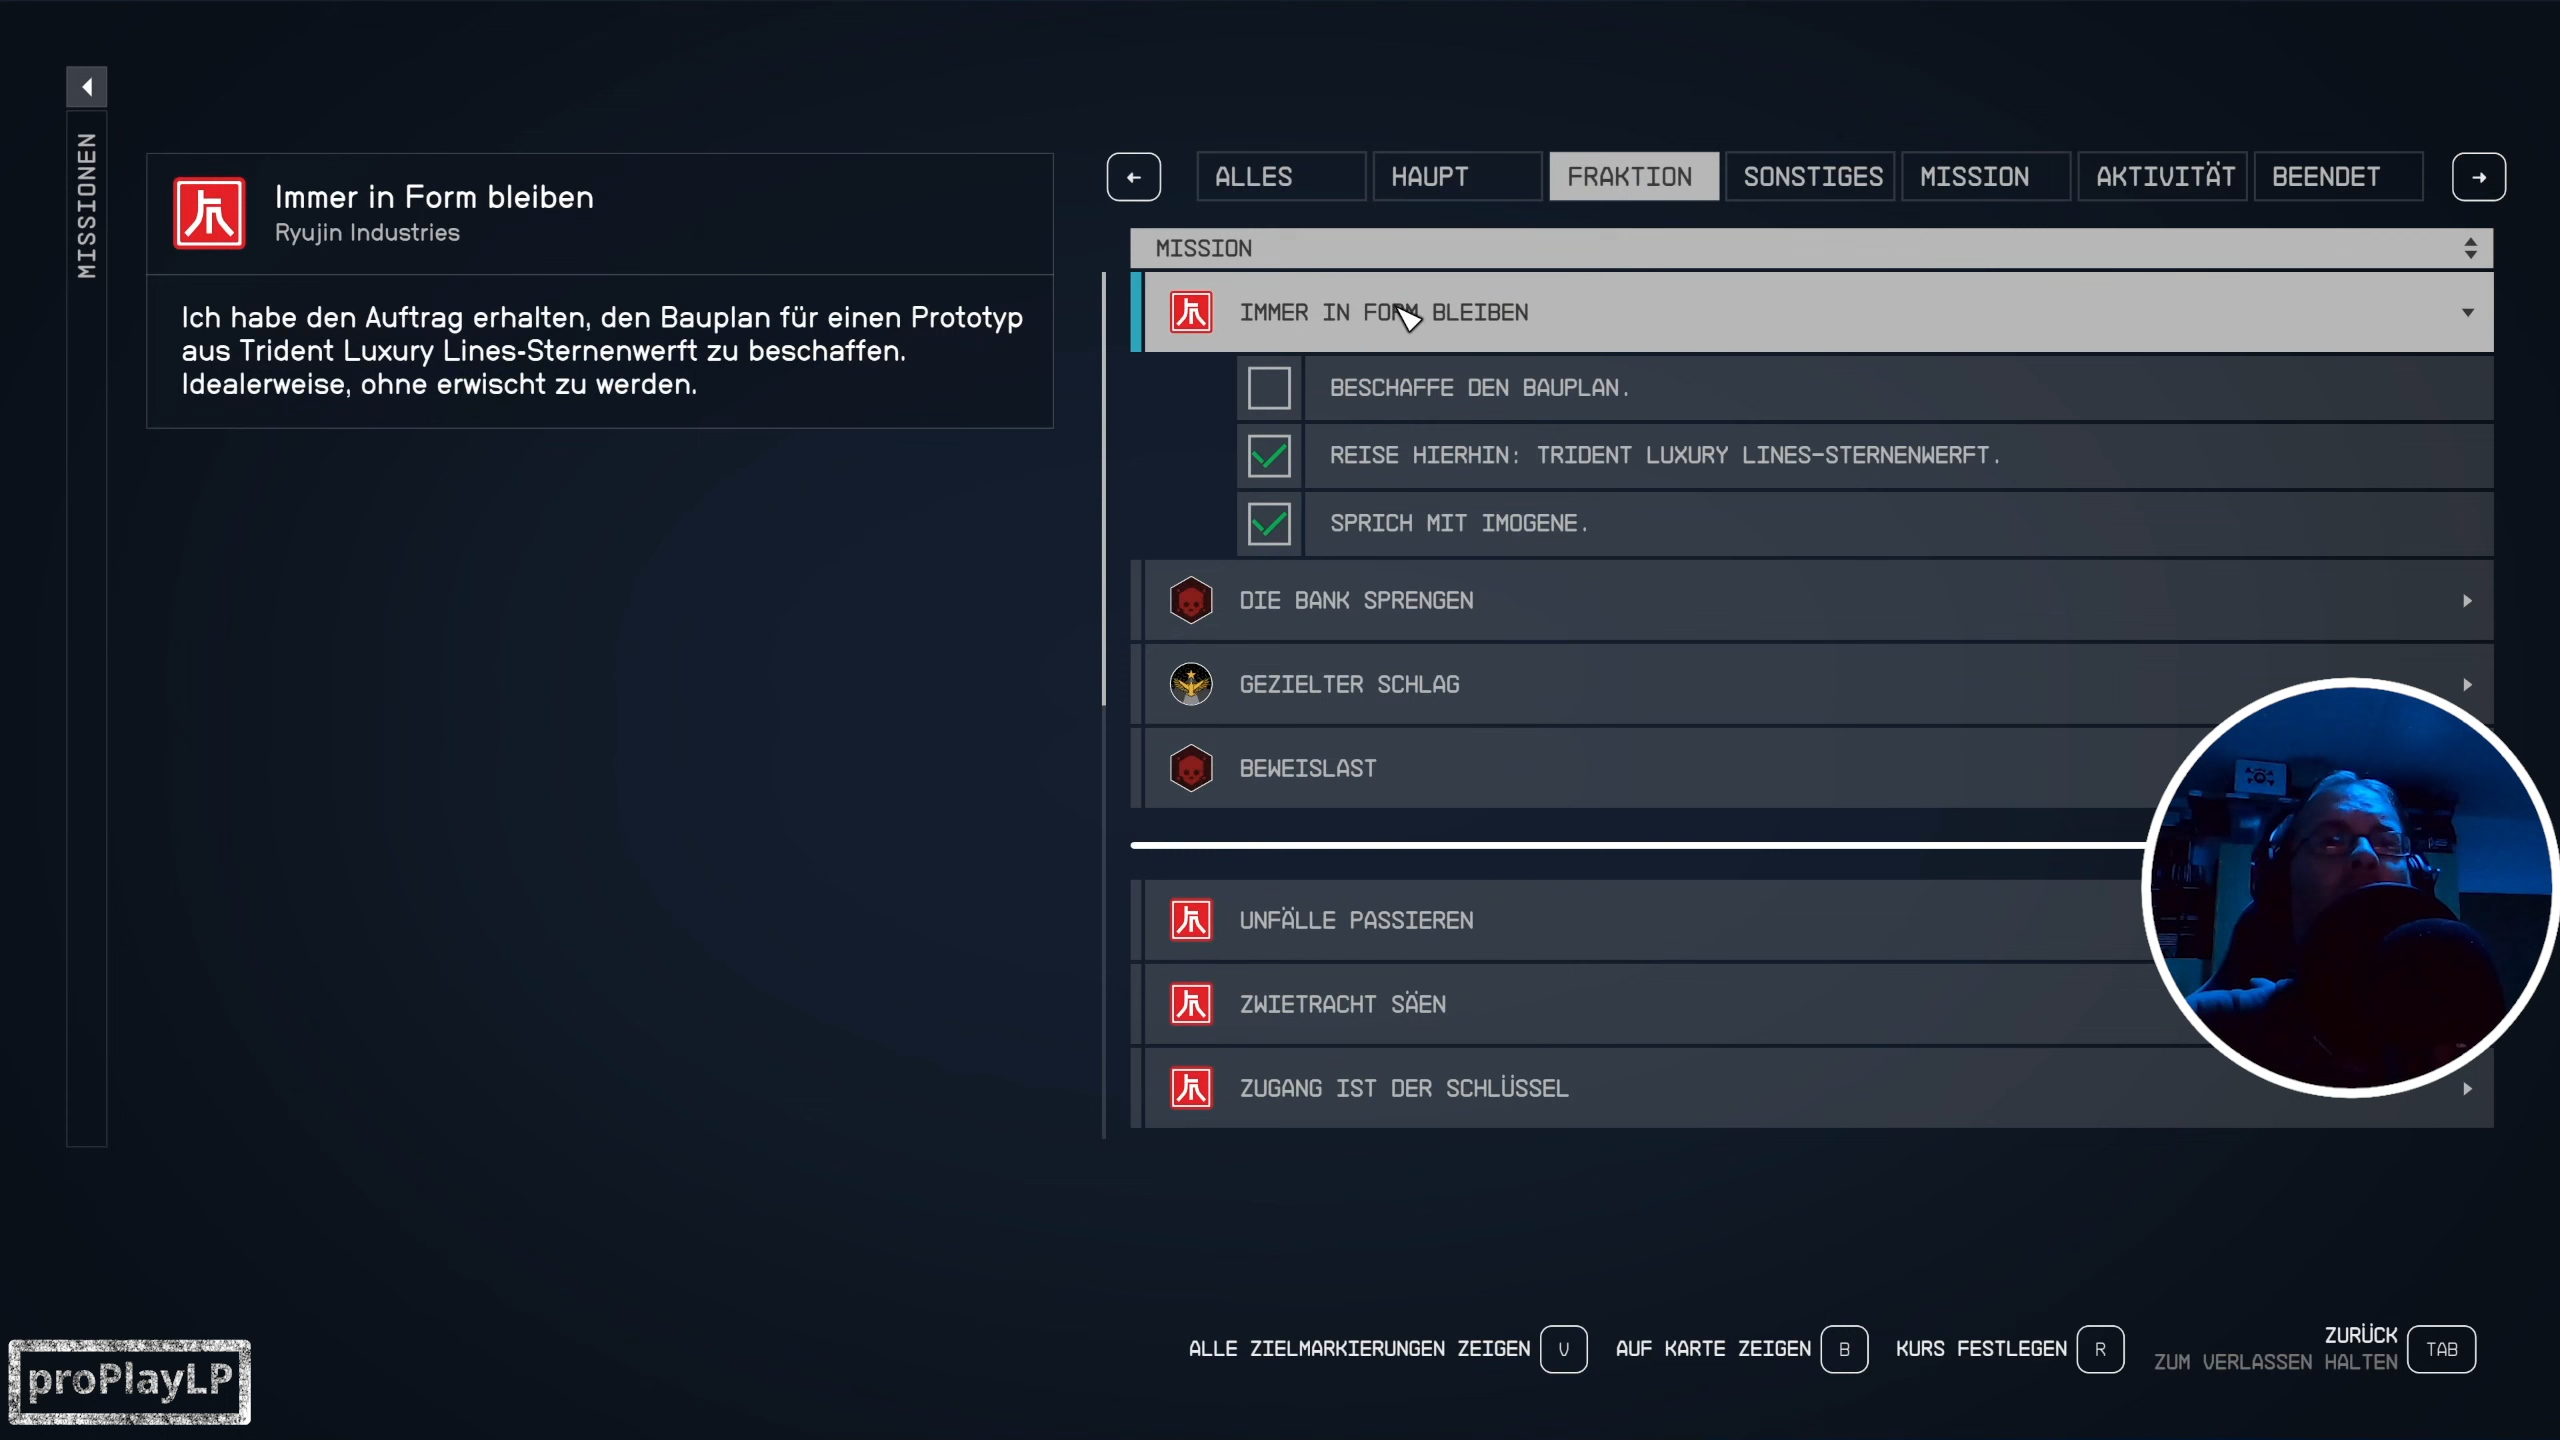 MISSIONEN
Immer in Form bleiben
Ryujin Industries
Ich habe den Auftrag erhalten, den Bauplan für einen Prototyp
aus Trident Luxury Lines-Sternenwerft zu beschaffen.
Idealerweise, ohne erwischt zu werden.
ALLES
HAUPT
FRAKTION
SONSTIGES
MISSION
AKTIVITÄT
BEENDET
MISSION
IMMER IN FORM BLEIBEN
BESCHAFFE DEN BAUPLAN.
REISE HIERHIN: TRIDENT LUXURY LINES-STERNENWERFT.
SPRICH MIT IMOGENE.
DIE BANK SPRENGEN
GEZIELTER SCHLAG
BEWEISLAST
UNFÄLLE PASSIEREN
ZWIETRACHT SÄEN
ZUGANG IST DER SCHLÜSSEL
ALLE ZIELMARKIERUNGEN ZEIGEN V
AUF KARTE ZEIGEN B
KURS FESTLEGEN R
ZURÜCK
ZUM VERLASSEN HALTEN TAB
proPlayLP